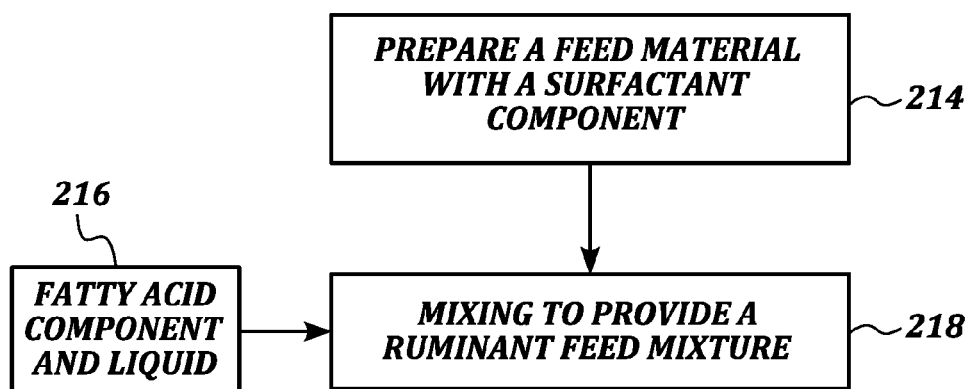 PREPARE A FEED MATERIAL
WITH A SURFACTANT
COMPONENT
214
216
FATTY ACID
COMPONENT
AND LIQUID
MIXING TO PROVIDE A
RUMINANT FEED MIXTURE
218